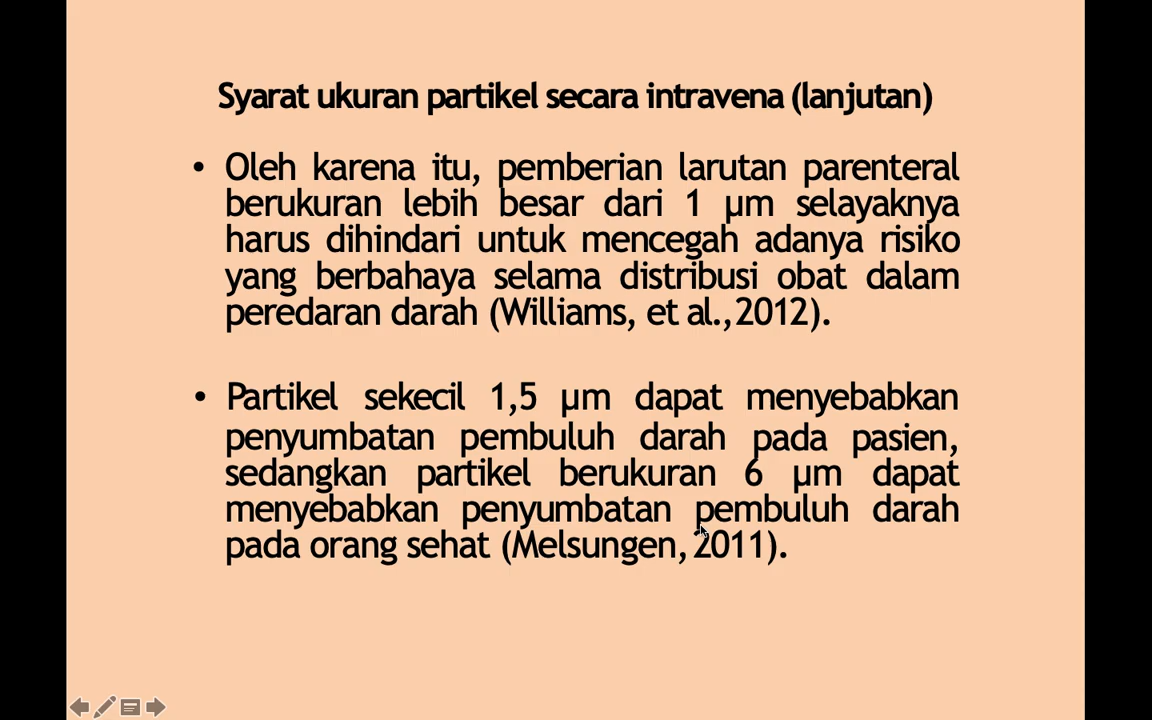 Syarat ukuran partikel secara intravena (lanjutan)
• Oleh karena itu, pemberian larutan parenteral
berukuran lebih besar dari 1 µm selayaknya
harus dihindari untuk mencegah adanya risiko
yang berbahaya selama distribusi obat dalam
peredaran darah (Williams, et al.,2012).
• Partikel sekecil 1,5 µm dapat menyebabkan
penyumbatan pembuluh darah pada pasien,
sedangkan partikel berukuran 6 µm dapat
menyebabkan penyumbatan pembuluh darah
pada orang sehat (Melsungen,2011).